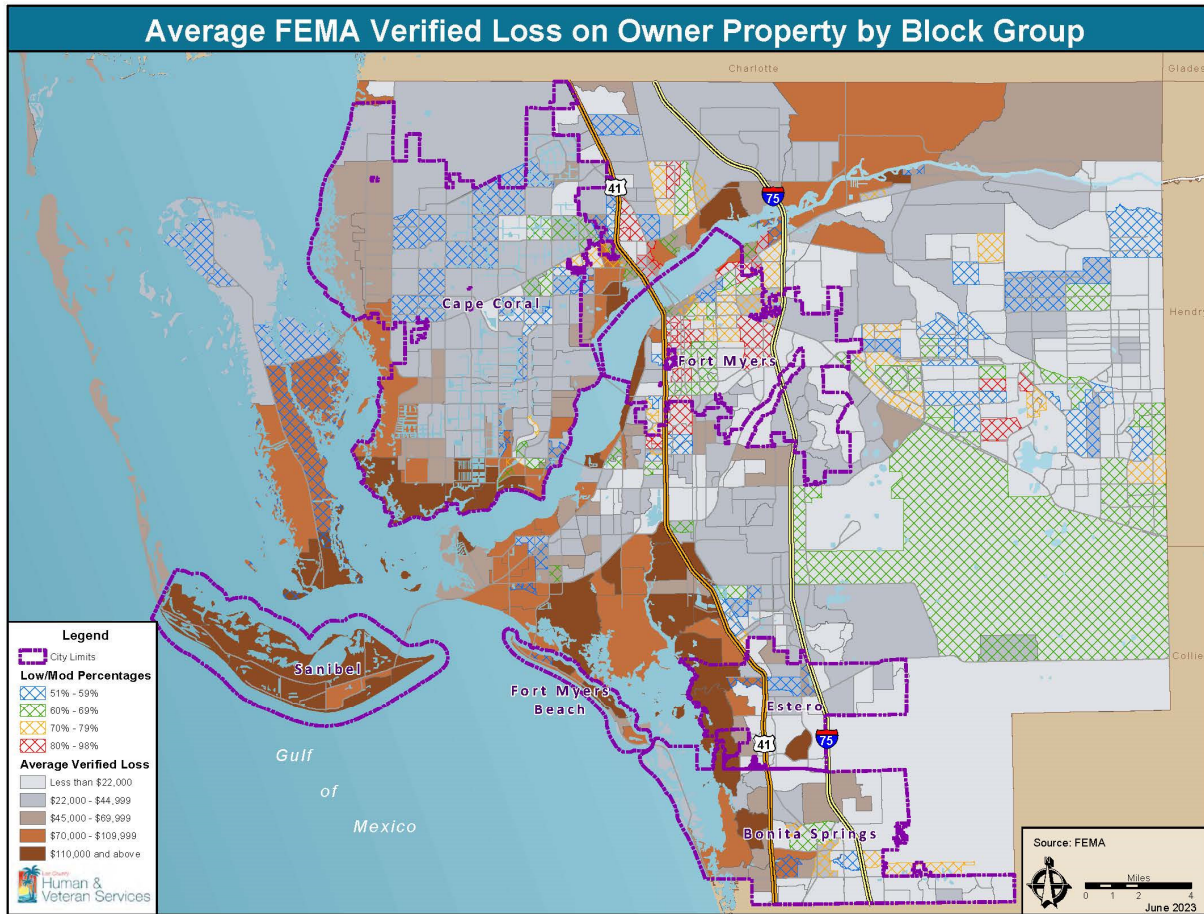 Average FEMA Verified Loss on Owner Property by Block Group
Charlotte
Glades
41
75
Cape Coral
Hendry
Fort Myers
Collier
Sanibel
Fort Myers
Beach
Estero
41
75
Bonita Springs
Gulf
of
Mexico
Legend
City Limits
Low/Mod Percentages
51% - 59%
60% - 69%
70% - 79%
80% - 98%
Average Verified Loss
Less than $22,000
$22,000 - $44,999
$45,000 - $69,999
$70,000 - $109,999
$110,000 and above
Lee County
Human &
Veteran Services
Source: FEMA
Miles
0 1 2 4
June 2023